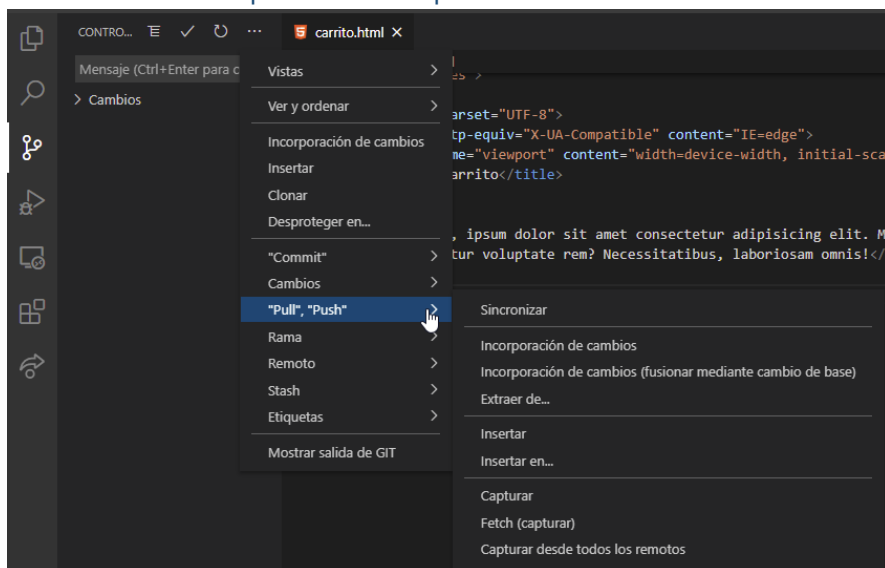 CONTRO...
carrito.html
Mensaje (Ctrl+Enter para c
Cambios
Vistas
Ver y ordenar
Incorporación de cambios
Insertar
Clonar
Desproteger en...
"Commit"
Cambios
"Pull", "Push"
Rama
Remoto
Stash
Etiquetas
Mostrar salida de GIT
es">
arset="UTF-8">
tp-equiv="X-UA-Compatible" content="IE=edge">
me="viewport" content="width=device-width, initial-sca
arrito</title>
, ipsum dolor sit amet consectetur adipisicing elit. M
tur voluptate rem? Necessitatibus, laboriosam omnis!</
Sincronizar
Incorporación de cambios
Incorporación de cambios (fusionar mediante cambio de base)
Extraer de...
Insertar
Insertar en...
Capturar
Fetch (capturar)
Capturar desde todos los remotos